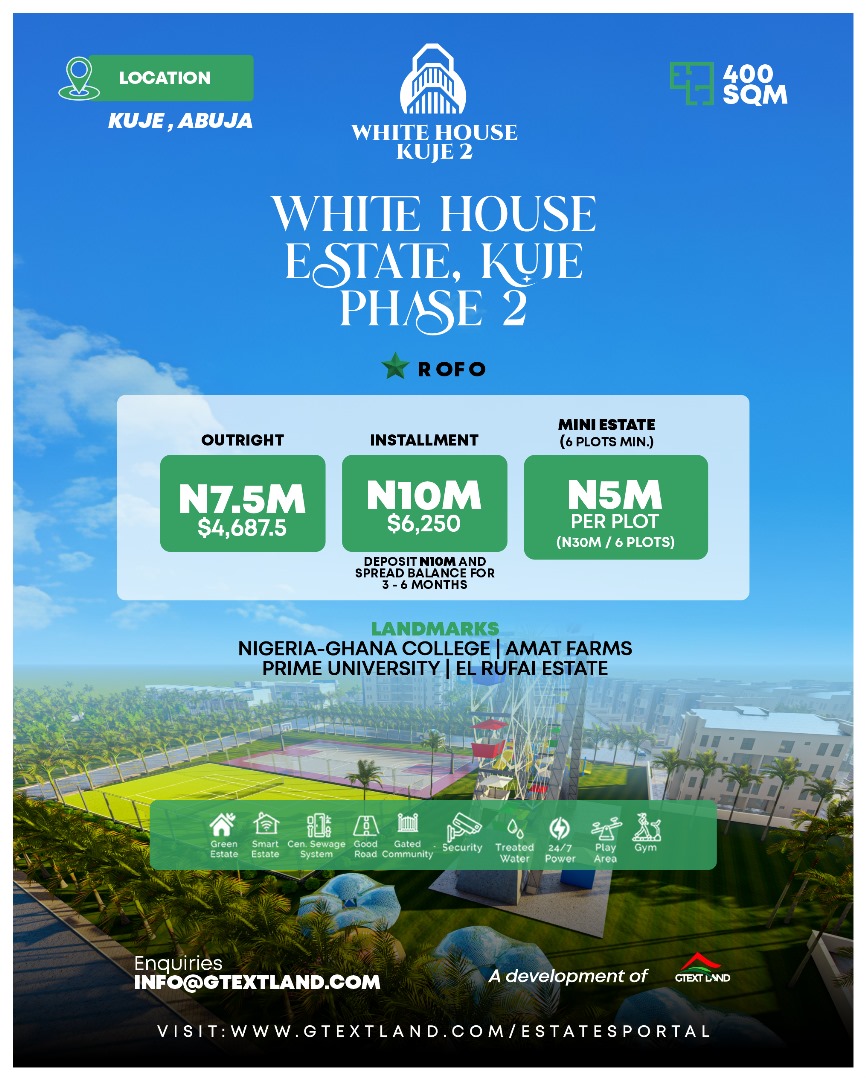 LOCATION
KUJE , ABUJA
WHITE HOUSE
KUJE 2
400
SQM
WHITE HOUSE
ESTATE, KUJE
PHASE 2
ROFO
OUTRIGHT
N7.5M
$4,687.5
INSTALLMENT
N10M
$6,250
DEPOSIT N10M AND
SPREAD BALANCE FOR
3 - 6 MONTHS
MINI ESTATE
(6 PLOTS MIN.)
N5M
PER PLOT
(N30M / 6 PLOTS)
LANDMARKS
NIGERIA-GHANA COLLEGE | AMAT FARMS
PRIME UNIVERSITY | EL RUFAI ESTATE
Green
Estate
Smart
Estate
Cen. Sewage
System
Good
Road
Gated
Community
Security
Treated
Water
24/7
Power
Play
Area
Gym
Enquiries
INFO@GTEXTLAND.COM
A development of
GTEXT LAND
VISIT:WWW.GTEXTLAND.COM/ESTATESPORTAL